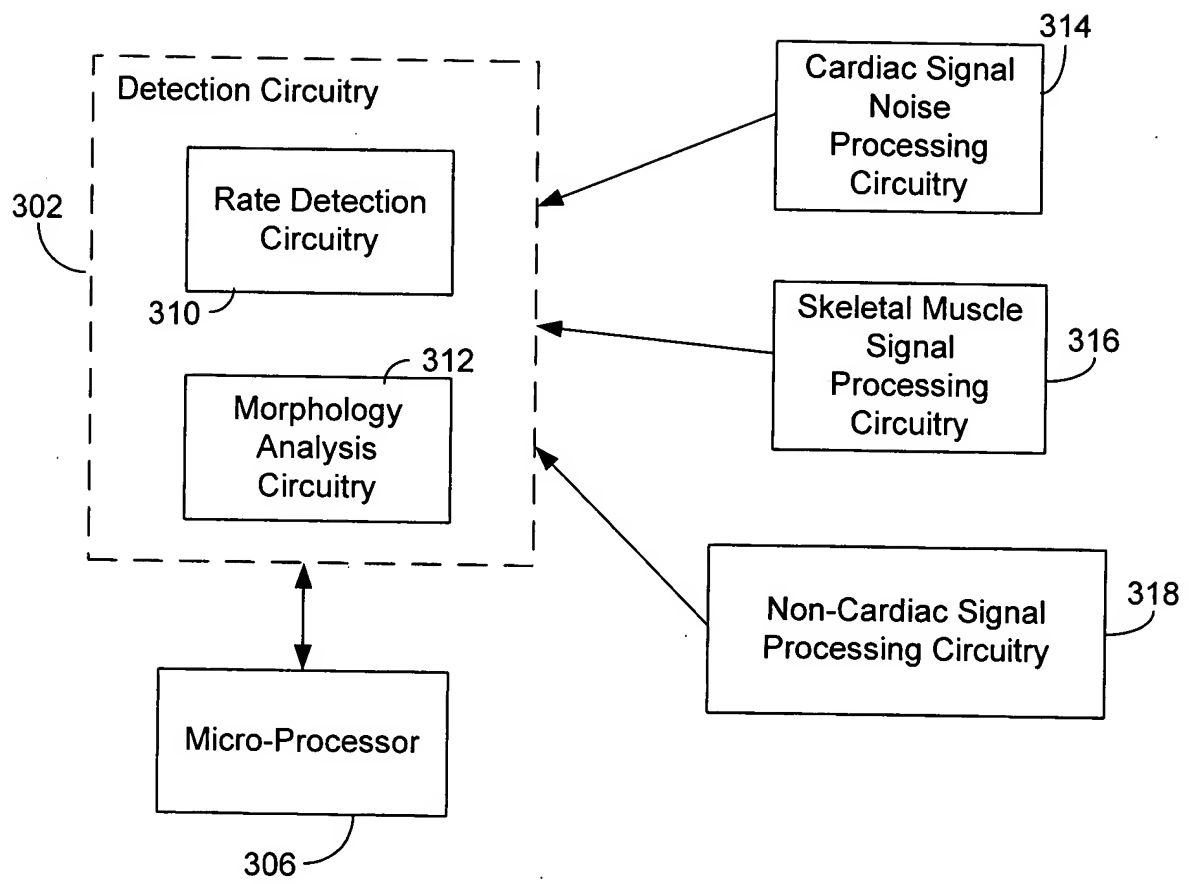 Detection Circuitry
302
Rate Detection
Circuitry
310
312
Morphology
Analysis
Circuitry
Micro-Processor
306
314
Cardiac Signal
Noise
Processing
Circuitry
Skeletal Muscle
Signal
Processing
Circuitry
316
Non-Cardiac Signal
Processing Circuitry
318